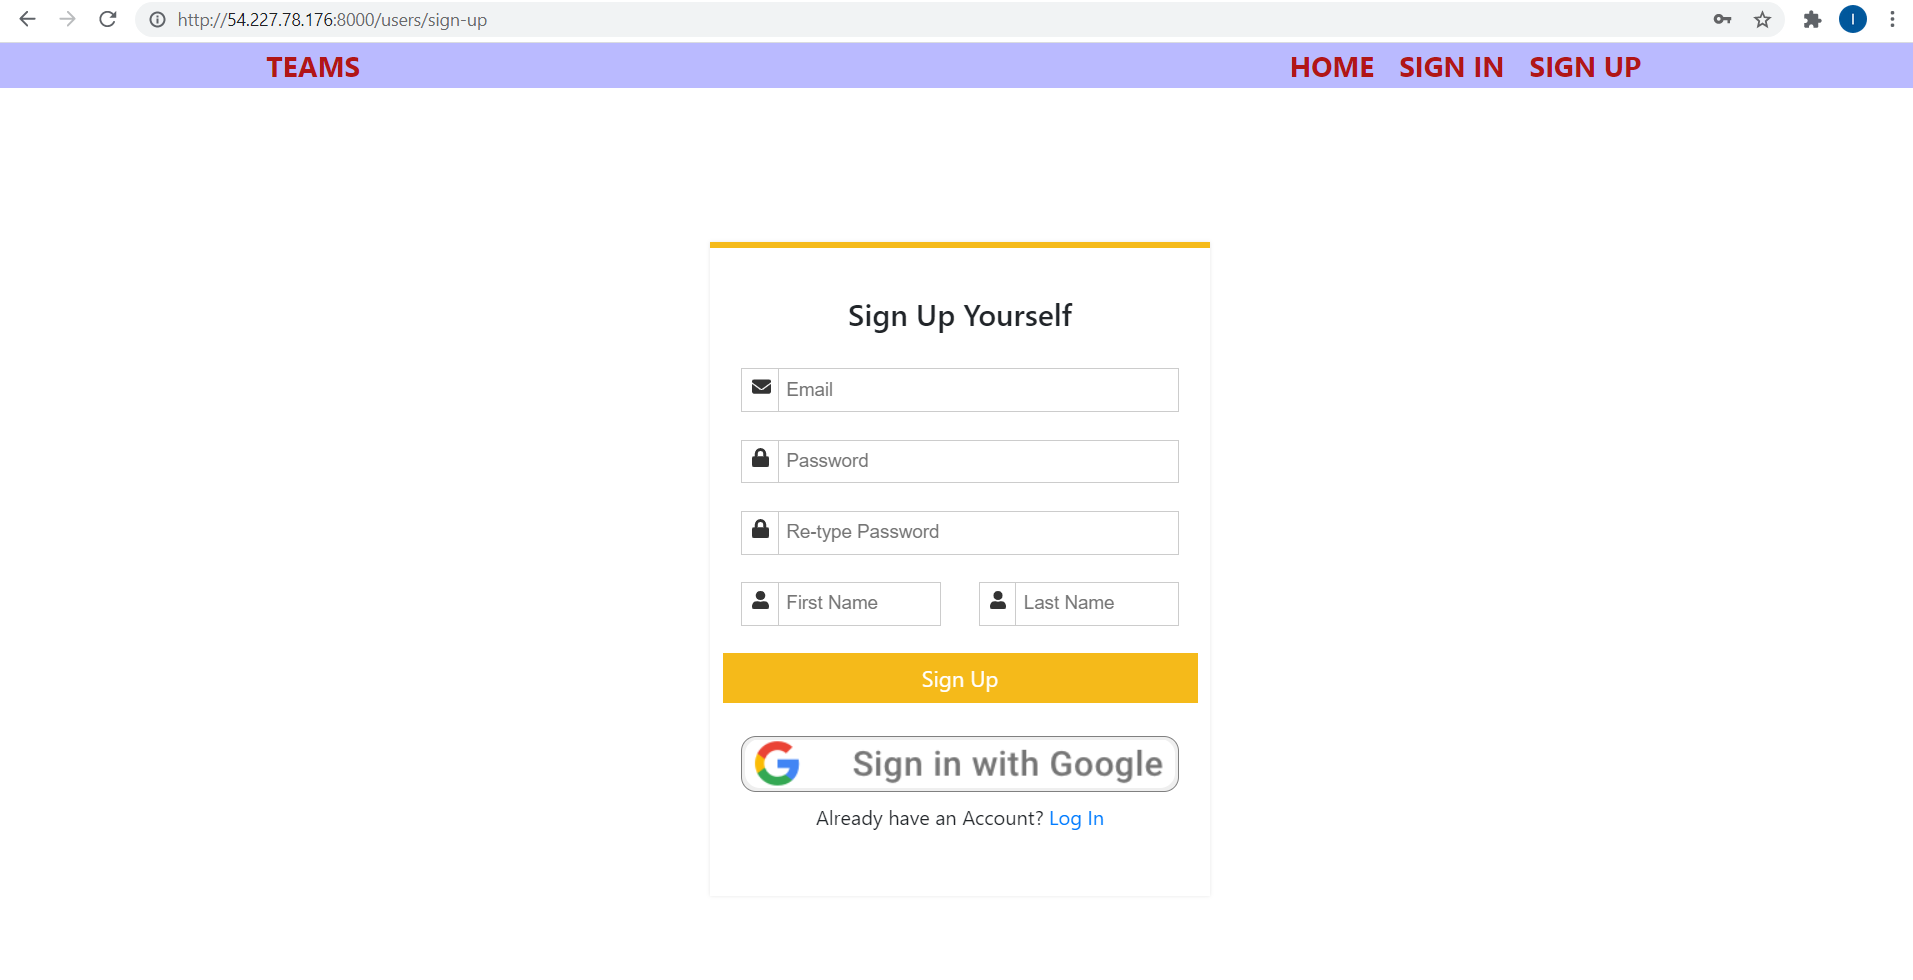 http://54.227.78.176:8000/users/sign-up
I
TEAMS HOME SIGN IN SIGN UP
Sign Up Yourself
Email
Password
Re-type Password
First Name Last Name
Sign Up
Sign in with Google
Already have an Account? Log In